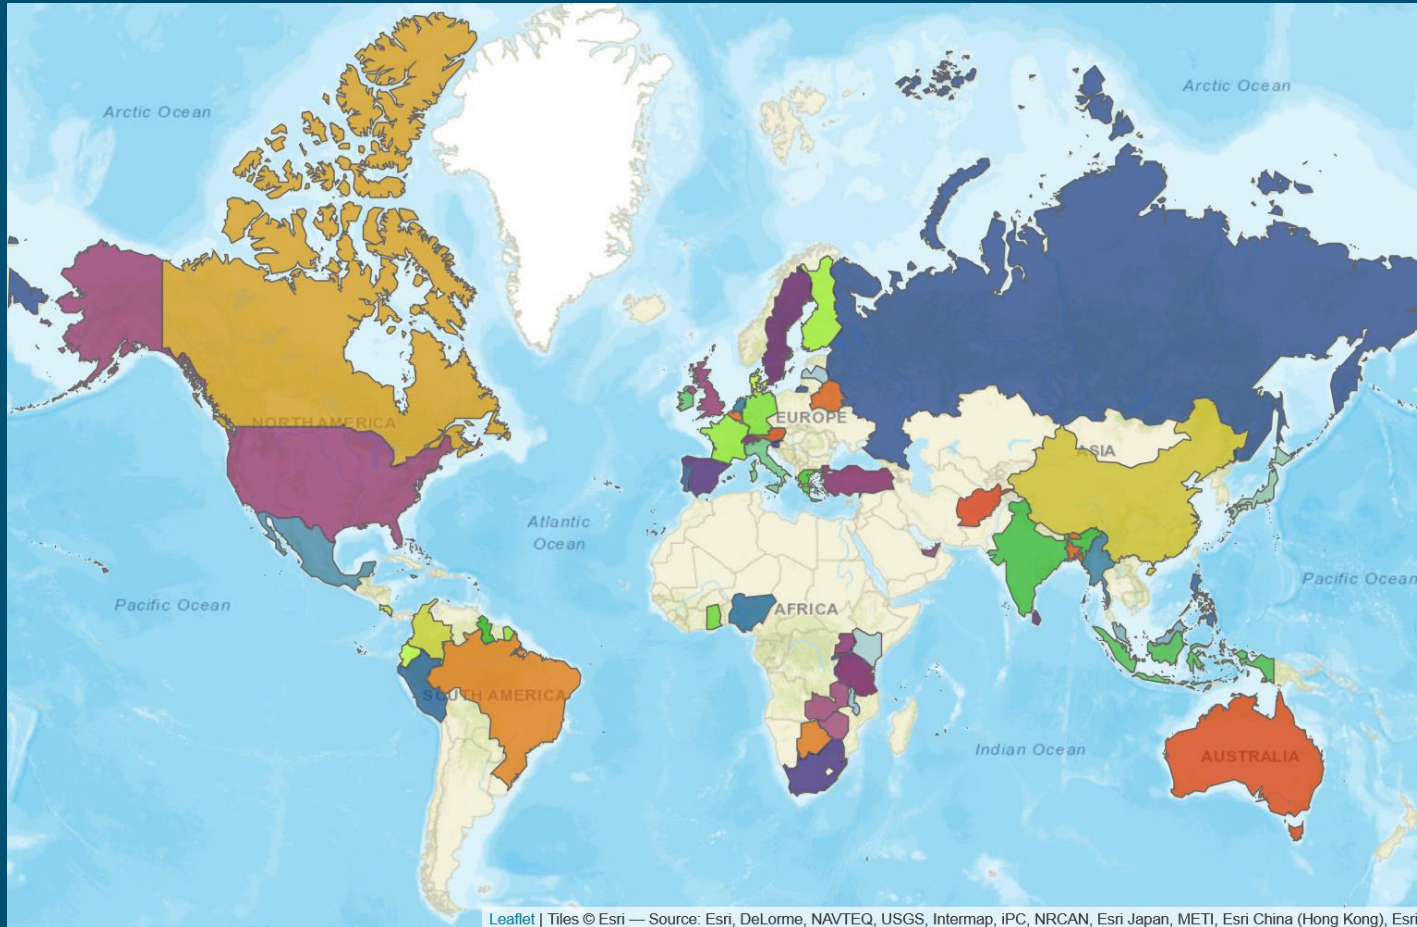 Arctic Ocean
Arctic Ocean
NORTH AMERICA
EUROPE
ASIA
Atlantic
Ocean
Pacific Ocean
Pacific Ocean
AFRICA
SOUTH AMERICA
Indian Ocean
AUSTRALIA
Leaflet | Tiles © Esri — Source: Esri, DeLorme, NAVTEQ, USGS, Intermap, iPC, NRCAN, Esri Japan, METI, Esri China (Hong Kong), Esri